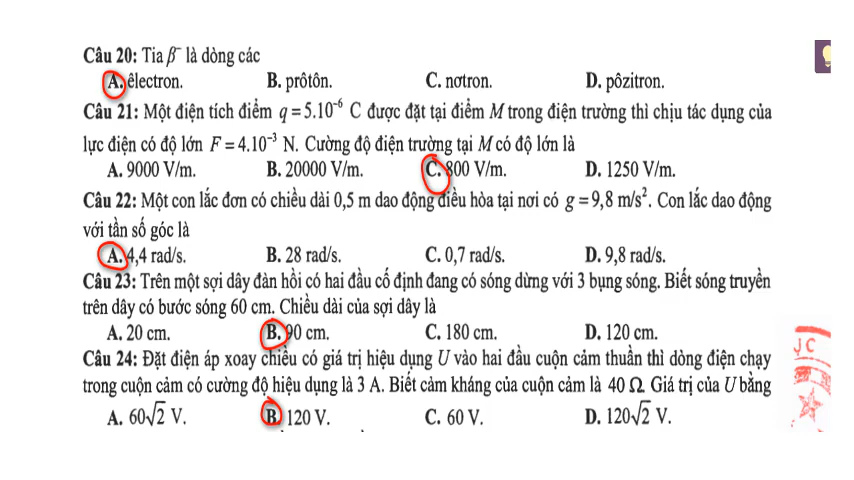 Câu 20: Tia β⁻ là dòng các
A. êlectron. B. prôtôn. C. nơtron. D. pôzitron.
Câu 21: Một điện tích điểm q = 5.10⁻⁶ C được đặt tại điểm M trong điện trường thì chịu tác dụng của
lực điện có độ lớn F = 4.10⁻³ N. Cường độ điện trường tại M có độ lớn là
A. 9000 V/m. B. 20000 V/m. C. 800 V/m. D. 1250 V/m.
Câu 22: Một con lắc đơn có chiều dài 0,5 m dao động điều hòa tại nơi có g = 9,8 m/s². Con lắc dao động
với tần số góc là
A. 4,4 rad/s. B. 28 rad/s. C. 0,7 rad/s. D. 9,8 rad/s.
Câu 23: Trên một sợi dây đàn hồi có hai đầu cố định đang có sóng dừng với 3 bụng sóng. Biết sóng truyền
trên dây có bước sóng 60 cm. Chiều dài của sợi dây là
A. 20 cm. B. 90 cm. C. 180 cm. D. 120 cm.
Câu 24: Đặt điện áp xoay chiều có giá trị hiệu dụng U vào hai đầu cuộn cảm thuần thì dòng điện chạy
trong cuộn cảm có cường độ hiệu dụng là 3 A. Biết cảm kháng của cuộn cảm là 40 Ω. Giá trị của U bằng
A. 60√2 V. B. 120 V. C. 60 V. D. 120√2 V.
JC